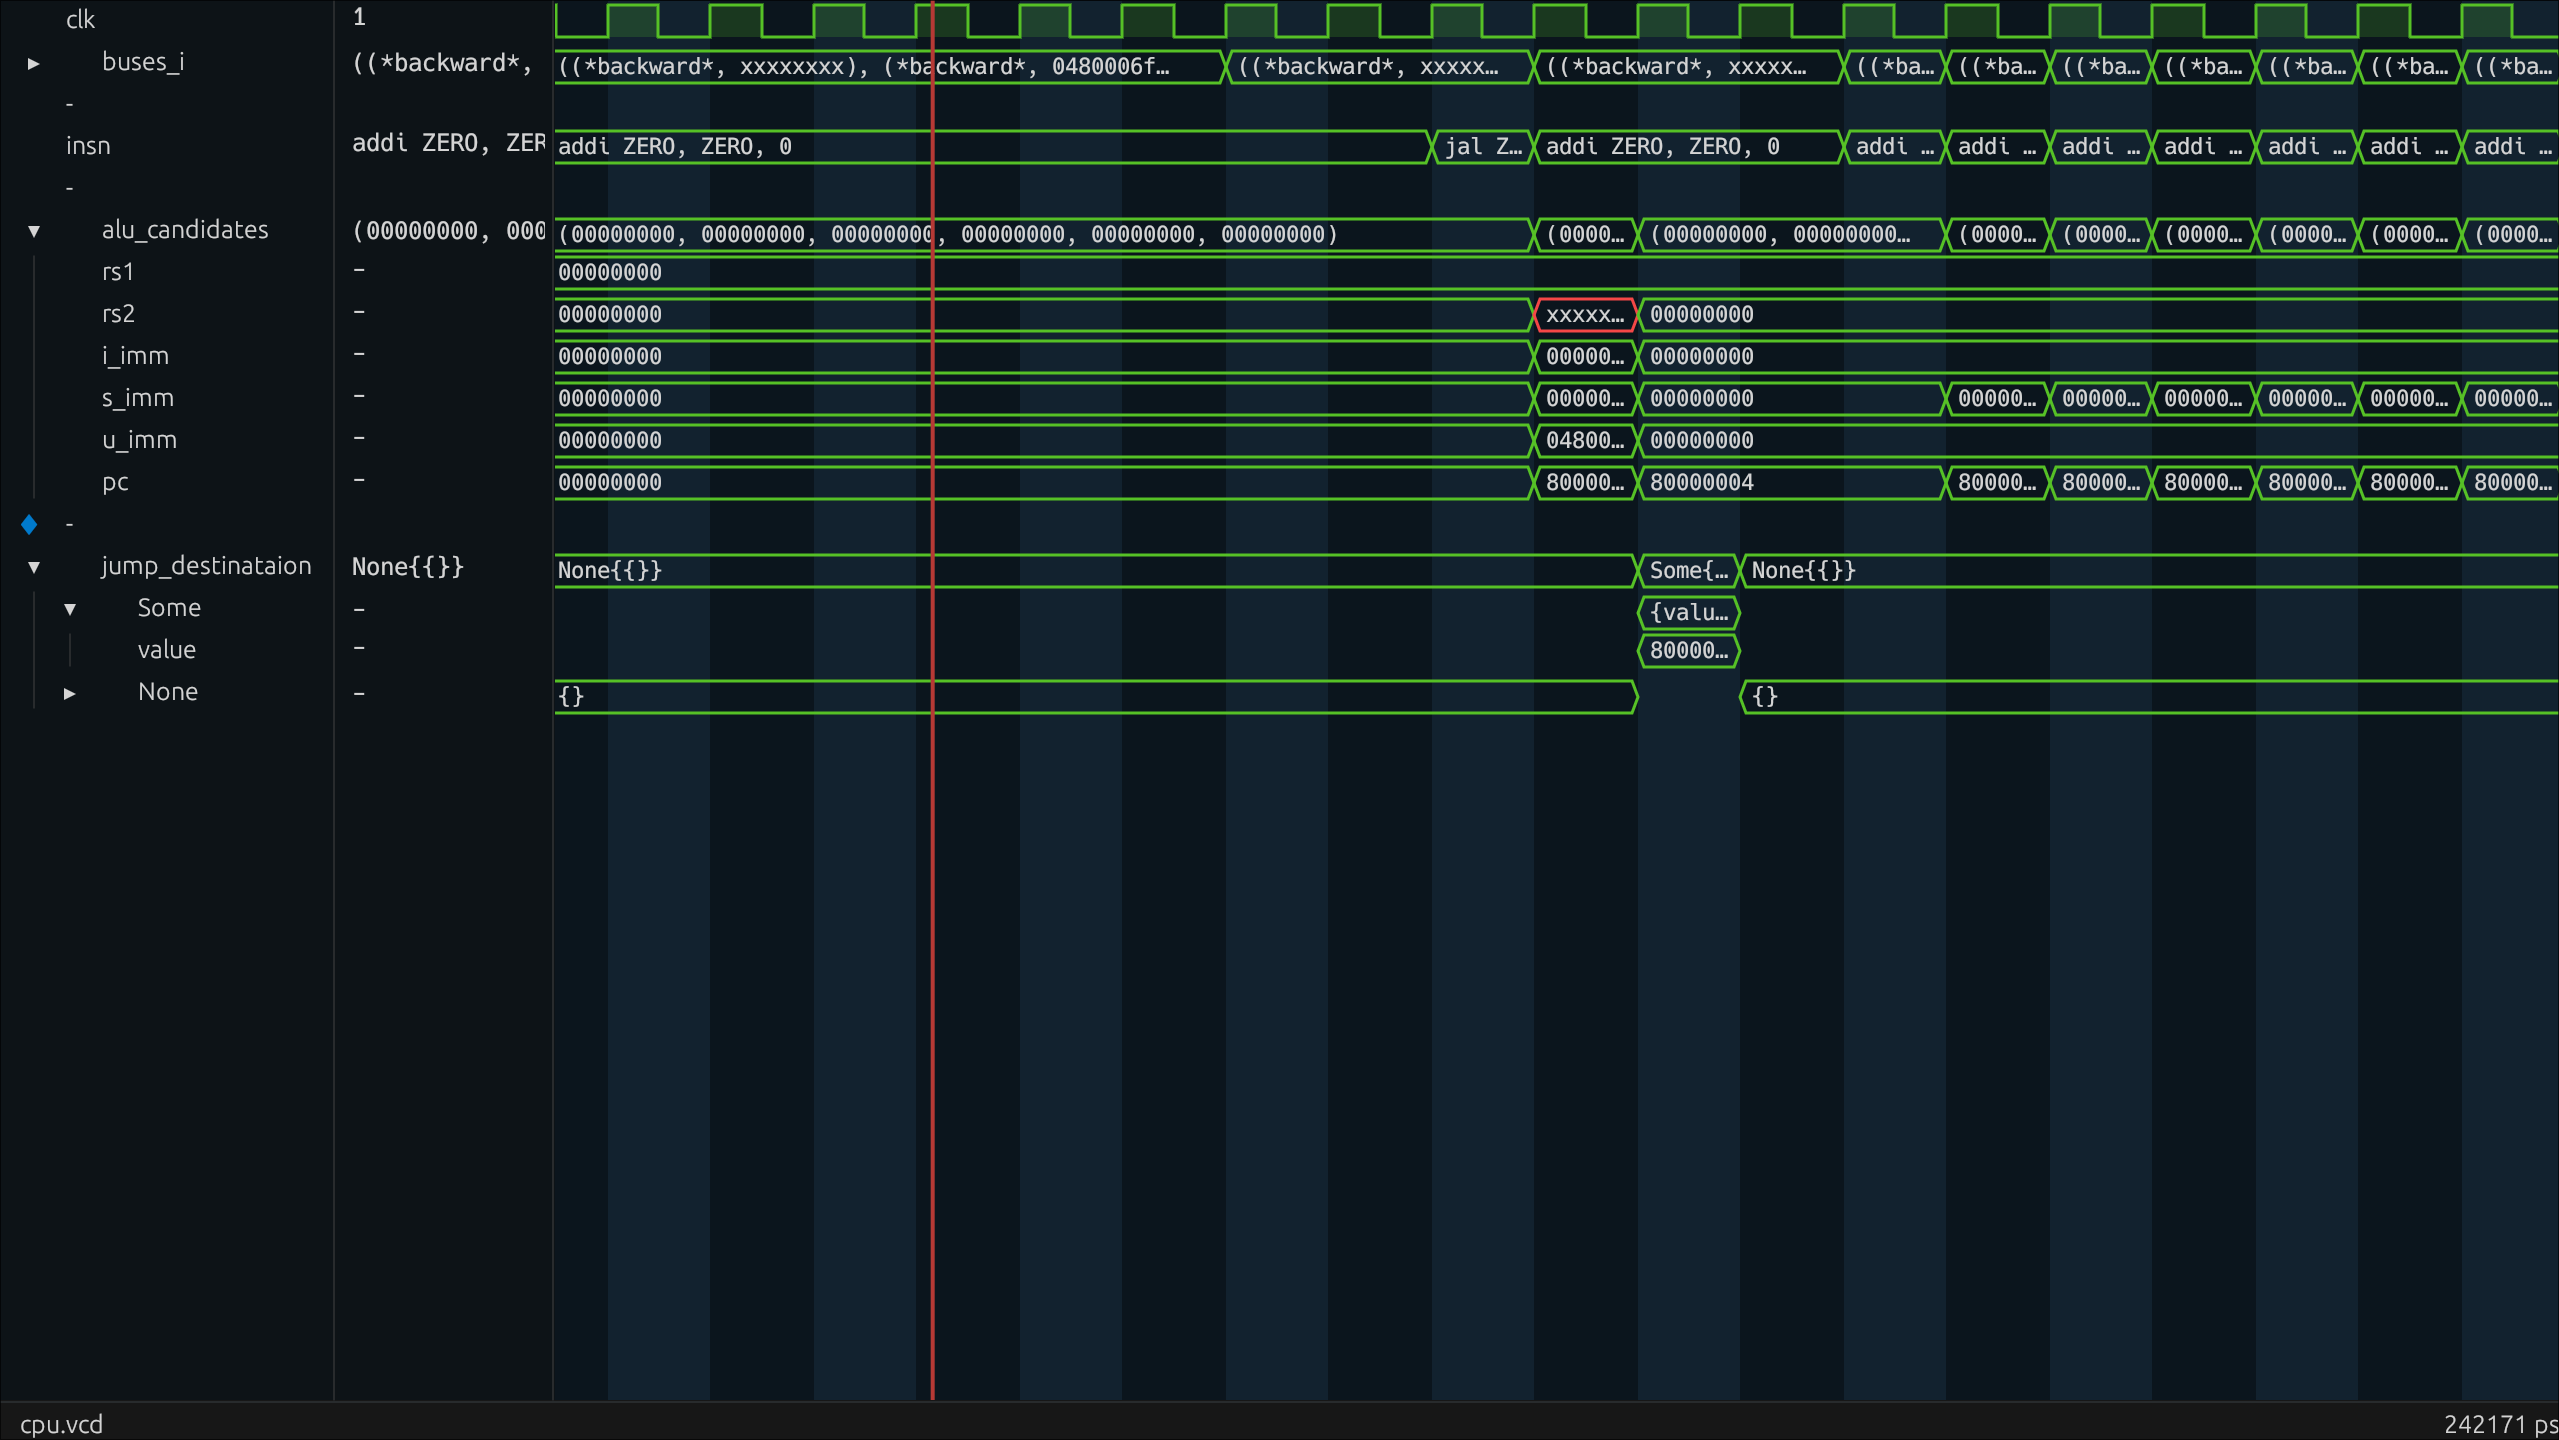 clk 1
buses_i ((*backward*, ((*backward*, xxxxxxxx), (*backward*, 0480006f… ((*backward*, xxxxx… ((*backward*, xxxxx… ((*ba… ((*ba… ((*ba… ((*ba… ((*ba… ((*ba… ((*ba…
-
insn addi ZERO, ZER addi ZERO, ZERO, 0 jal Z… addi ZERO, ZERO, 0 addi … addi … addi … addi … addi … addi … addi …
-
alu_candidates (00000000, 000 (00000000, 00000000, 00000000, 00000000, 00000000, 00000000) (0000… (00000000, 00000000… (0000… (0000… (0000… (0000… (0000… (0000…
rs1 – 00000000
rs2 – 00000000 xxxxx… 00000000
i_imm – 00000000 00000… 00000000
s_imm – 00000000 00000… 00000000 00000… 00000… 00000… 00000… 00000… 00000…
u_imm – 00000000 04800… 00000000
pc – 00000000 80000… 80000004 80000… 80000… 80000… 80000… 80000… 80000…
-
jump_destinataion None{{}} None{{}} Some{… None{{}}
Some – {valu…
value – 80000…
None – {} {}
cpu.vcd 242171 ps